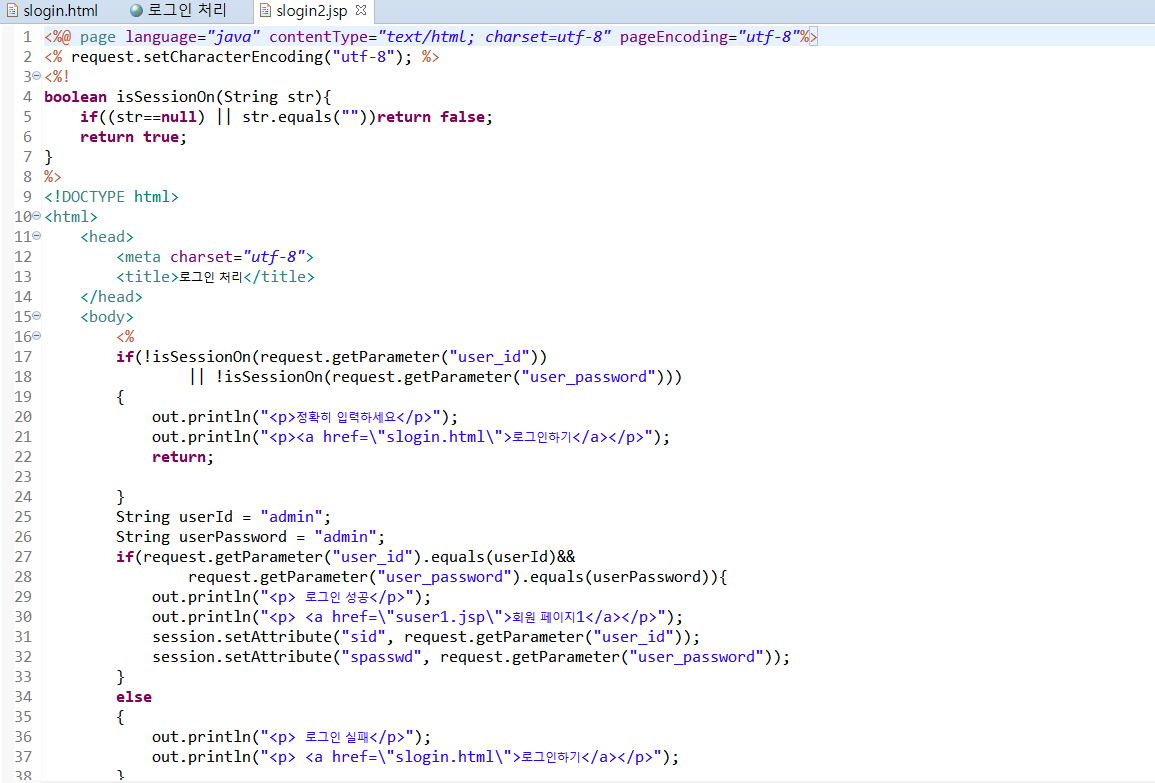 slogin.html 로그인 처리 slogin2.jsp
1 <%@ page language="java" contentType="text/html; charset=utf-8" pageEncoding="utf-8"%>
2 <% request.setCharacterEncoding("utf-8"); %>
3 <%!
4 boolean isSessionOn(String str){
5 if((str==null) || str.equals(""))return false;
6 return true;
7 }
8 %>
9 <!DOCTYPE html>
10 <html>
11 <head>
12 <meta charset="utf-8">
13 <title>로그인 처리</title>
14 </head>
15 <body>
16 <%
17 if(!isSessionOn(request.getParameter("user_id"))
18 || !isSessionOn(request.getParameter("user_password")))
19 {
20 out.println("<p>정확히 입력하세요</p>");
21 out.println("<p><a href=\"slogin.html\">로그인하기</a></p>");
22 return;
23
24 }
25 String userId = "admin";
26 String userPassword = "admin";
27 if(request.getParameter("user_id").equals(userId)&&
28 request.getParameter("user_password").equals(userPassword)){
29 out.println("<p> 로그인 성공</p>");
30 out.println("<p> <a href=\"suser1.jsp\">회원 페이지1</a></p>");
31 session.setAttribute("sid", request.getParameter("user_id"));
32 session.setAttribute("spasswd", request.getParameter("user_password"));
33 }
34 else
35 {
36 out.println("<p> 로그인 실패</p>");
37 out.println("<p> <a href=\"slogin.html\">로그인하기</a></p>");
38 }